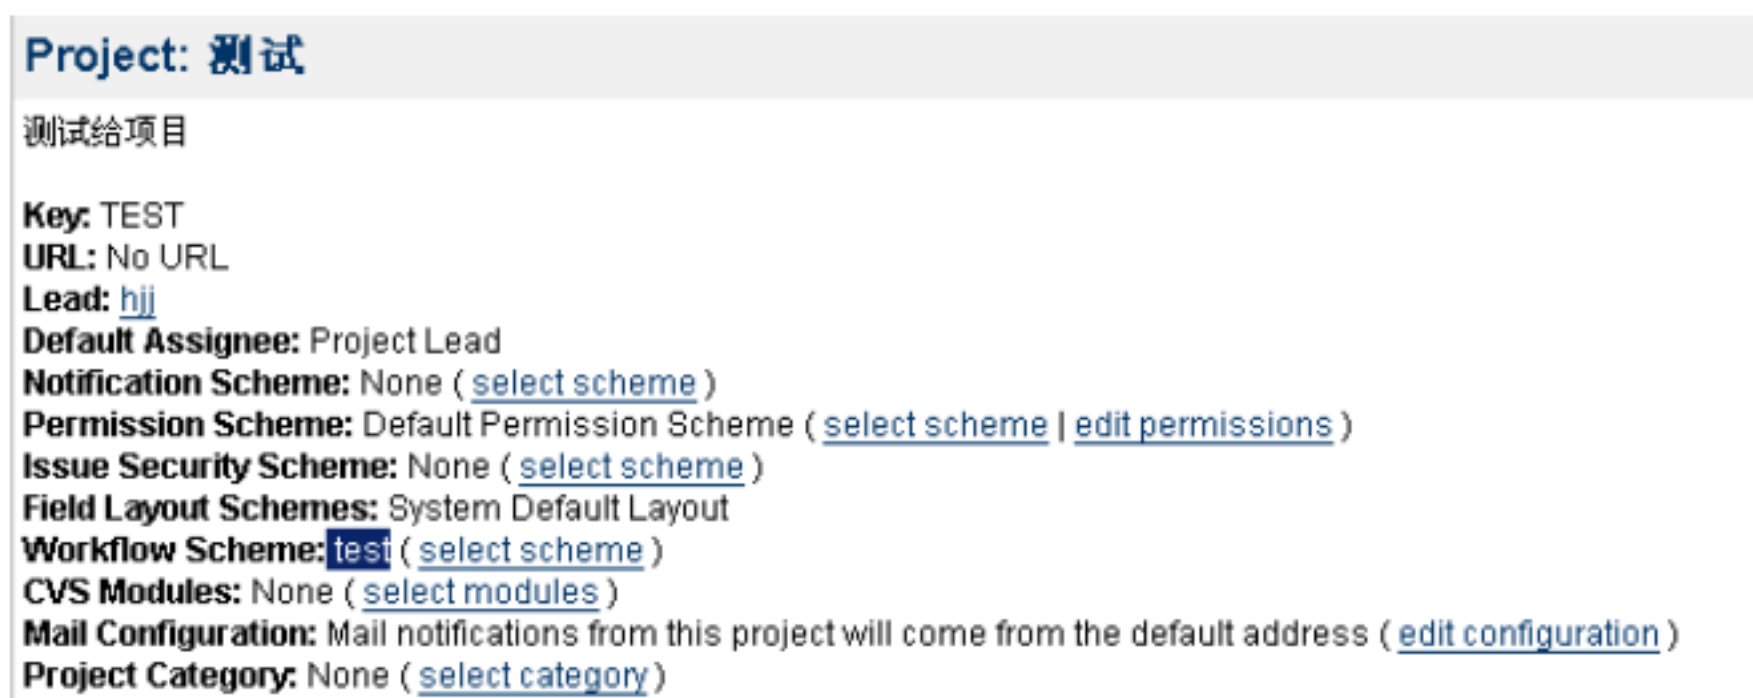 Project: 测试
测试给项目
Key: TEST
URL: No URL
Lead: hjj
Default Assignee: Project Lead
Notification Scheme: None ( select scheme )
Permission Scheme: Default Permission Scheme ( select scheme | edit permissions )
Issue Security Scheme: None ( select scheme )
Field Layout Schemes: System Default Layout
Workflow Scheme: test ( select scheme )
CVS Modules: None ( select modules )
Mail Configuration: Mail notifications from this project will come from the default address ( edit configuration )
Project Category: None ( select category )